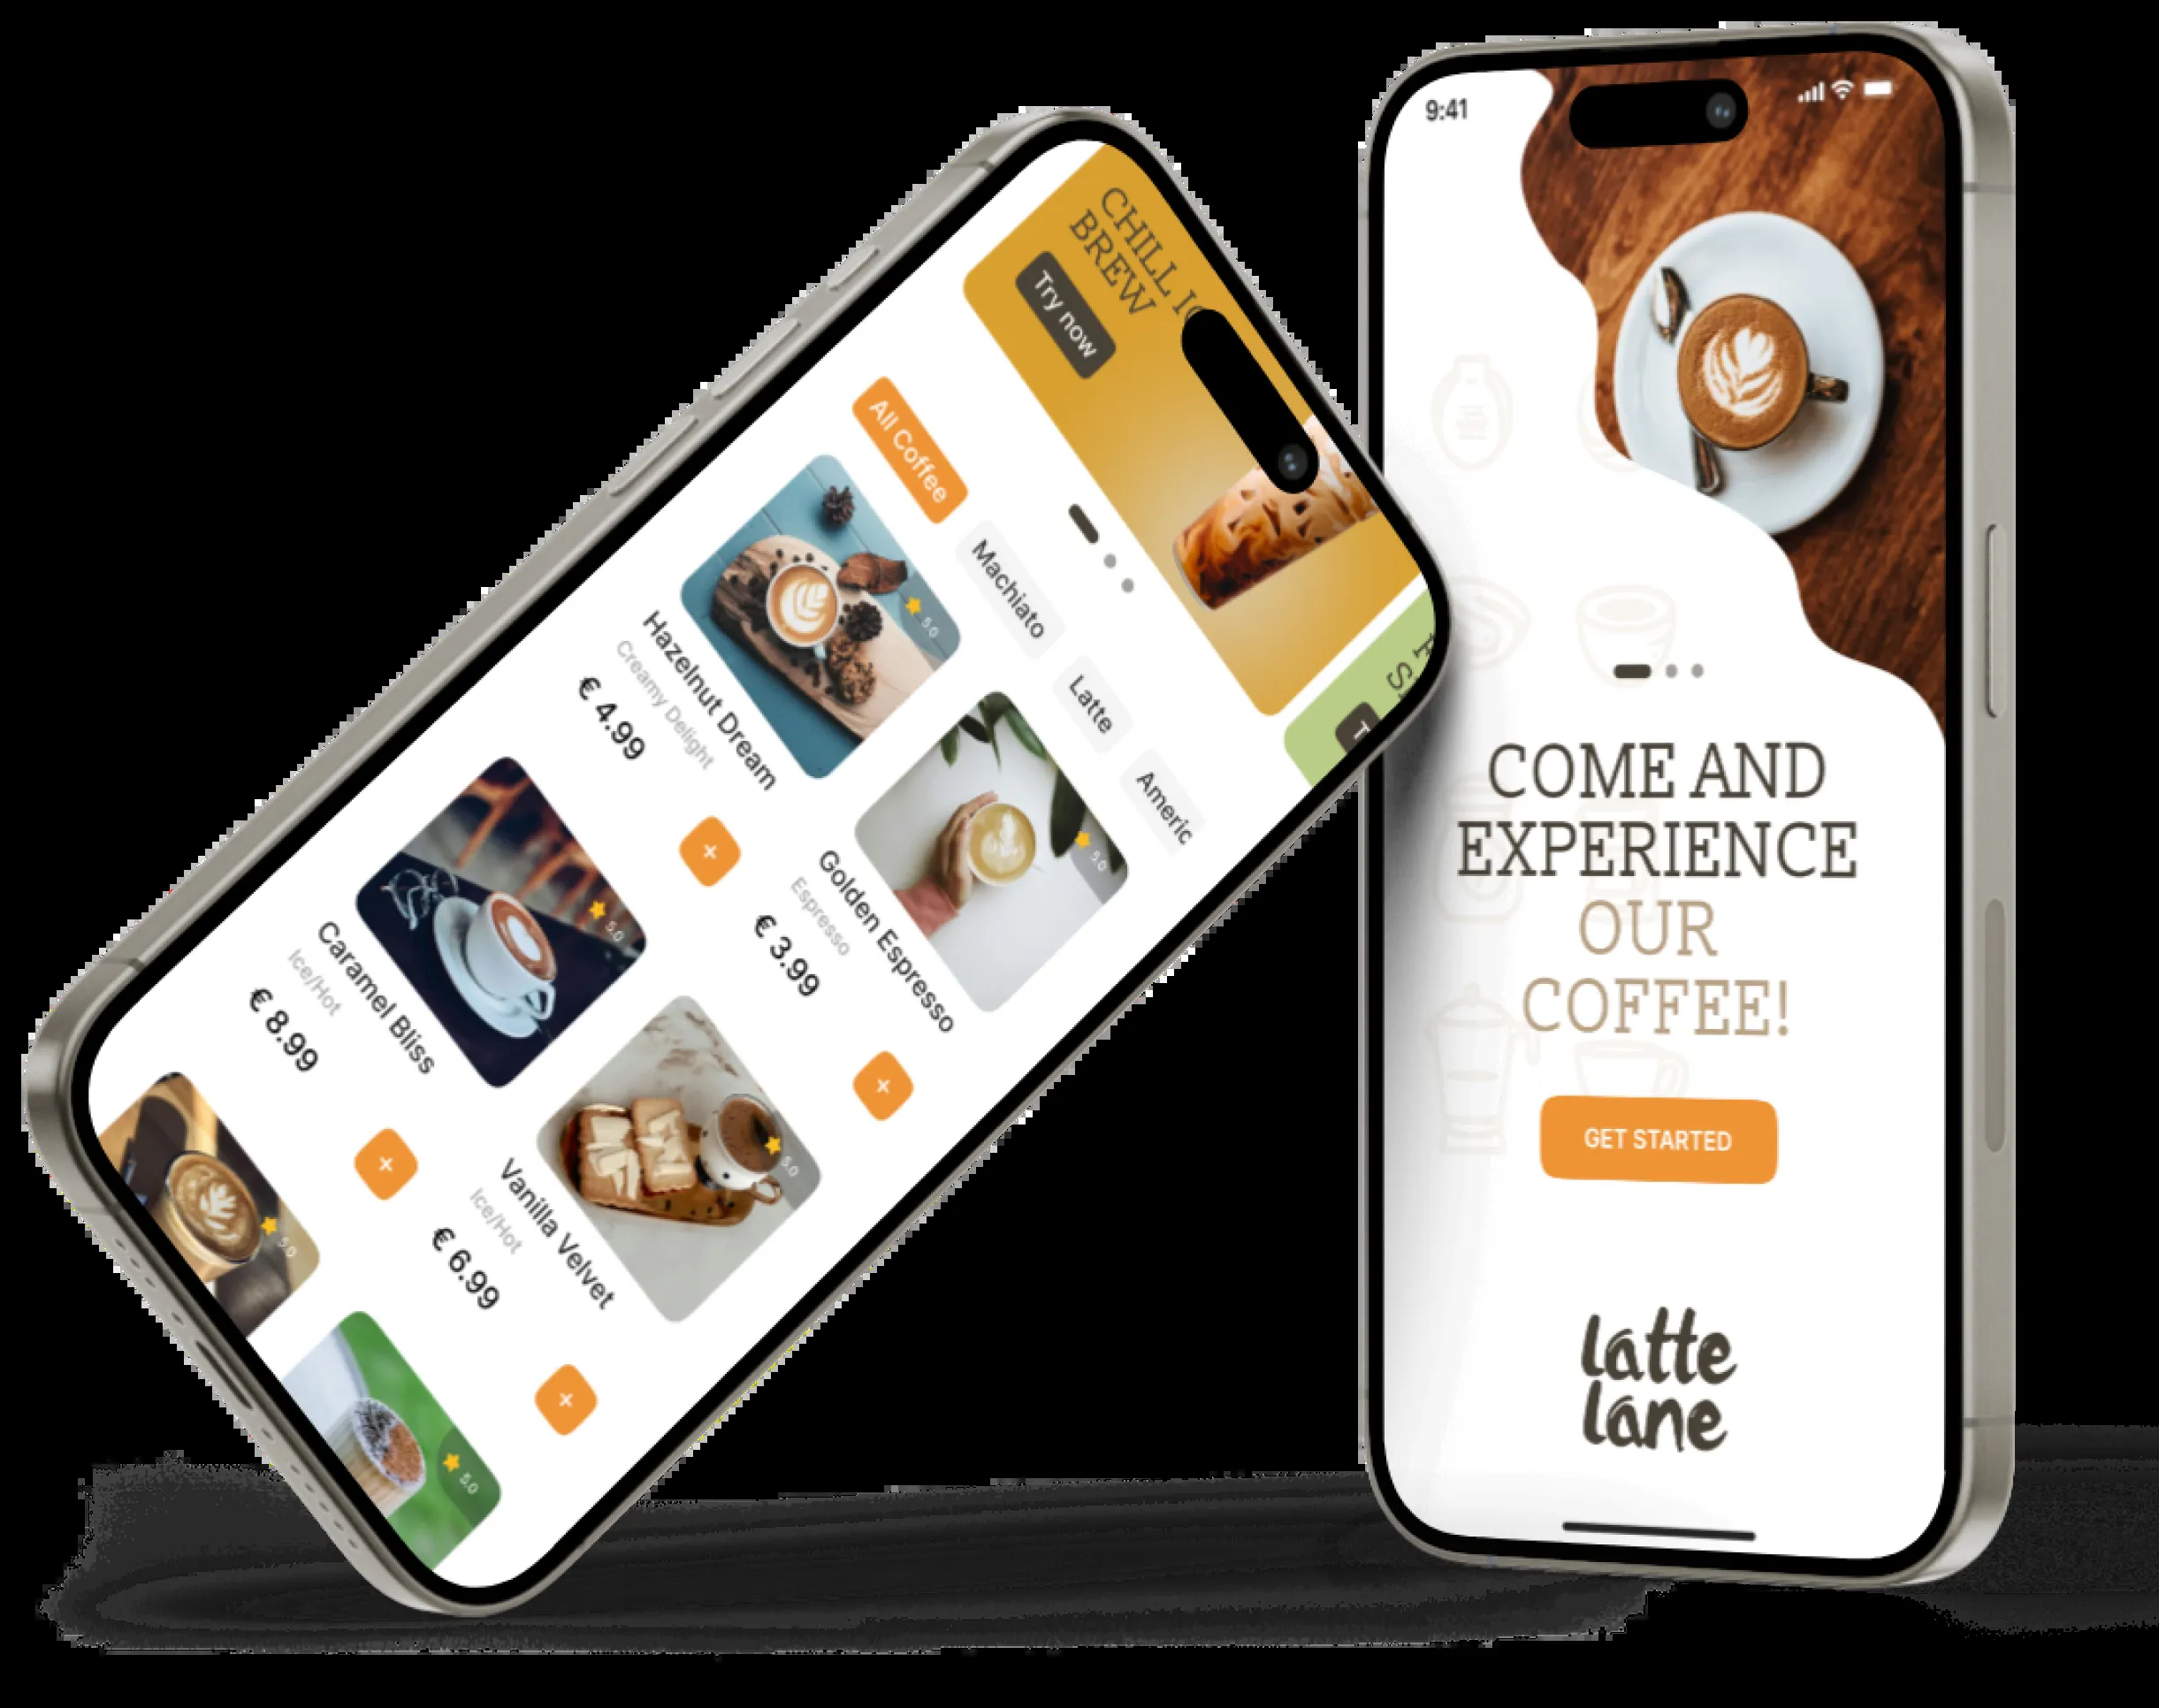 CHILL IC
BREW
Try now
S
T
All Coffee
Machiato
Latte
Americ
5.0
Hazelnut Dream
Creamy Delight
€ 4.99
+
5.0
Golden Espresso
Espresso
€ 3.99
+
5.0
Caramel Bliss
Ice/Hot
€ 8.99
+
5.0
Vanilla Velvet
Ice/Hot
€ 6.99
+
5.0
5.0
9:41
COME AND
EXPERIENCE
OUR
COFFEE!
GET STARTED
latte
lane